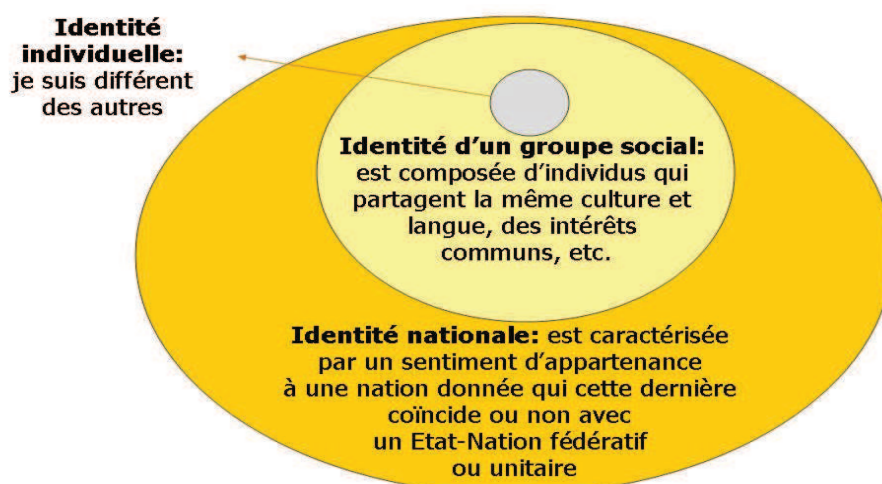 Identité
individuelle:
je suis différent
des autres
Identité d'un groupe social:
est composée d'individus qui
partagent la même culture et
langue, des intérêts
communs, etc.
Identité nationale: est caractérisée
par un sentiment d'appartenance
à une nation donnée qui cette dernière
coïncide ou non avec
un Etat-Nation fédératif
ou unitaire